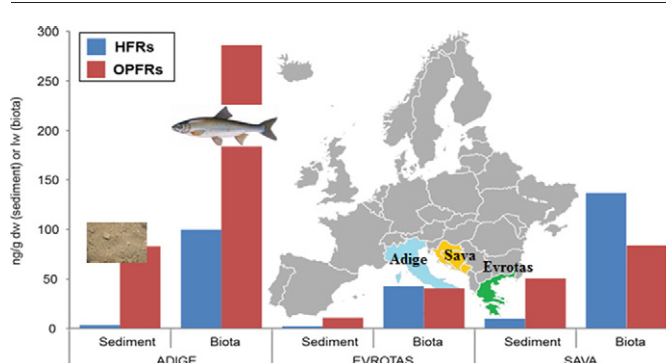 ng/g dw (sediment) or lw (biota)
300
250
200
150
100
50
0
HFRs
OPFRs
Adige
Sava
Evrotas
Sediment Biota Sediment Biota Sediment Biota
ADIGE EVROTAS SAVA